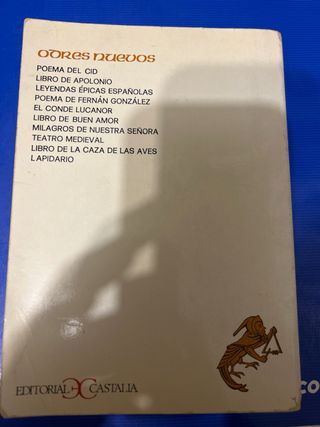 ODRES NUEVOS
POEMA DEL CID
LIBRO DE APOLONIO
LEYENDAS ÉPICAS ESPAÑOLAS
POEMA DE FERNÁN GONZÁLEZ
EL CONDE LUCANOR
LIBRO DE BUEN AMOR
MILAGROS DE NUESTRA SEÑORA
TEATRO MEDIEVAL
LIBRO DE LA CAZA DE LAS AVES
LAPIDARIO
EDITORIAL CASTALIA
CO